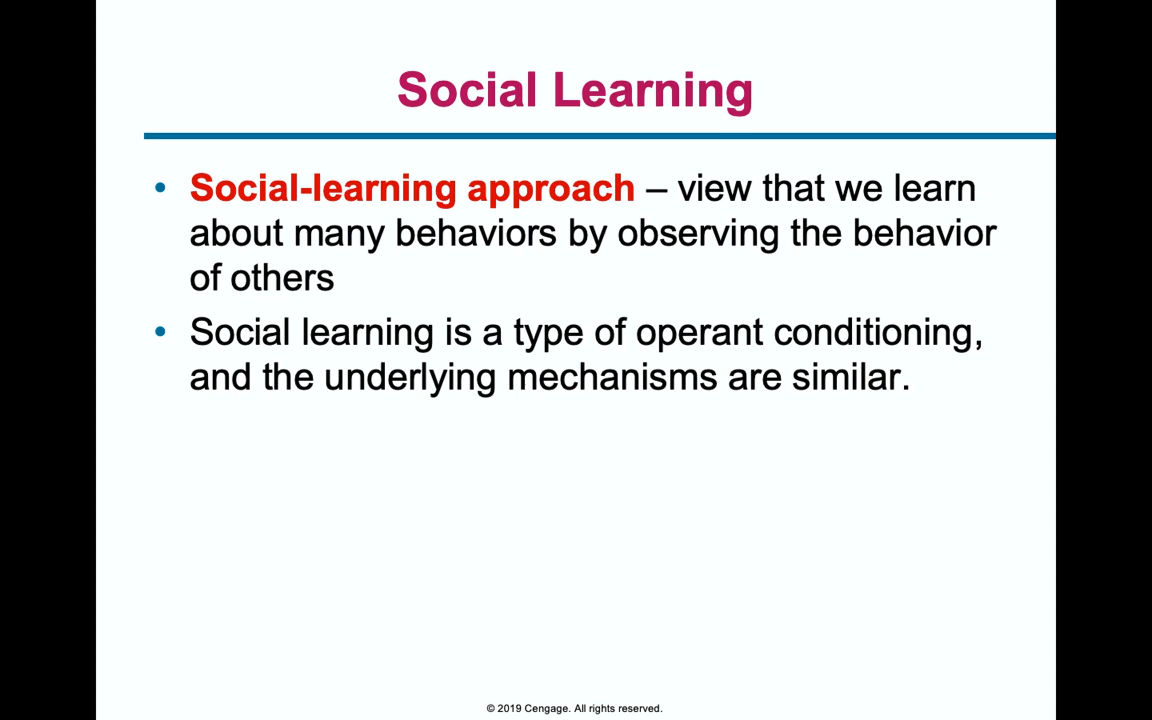 Social Learning
• Social-learning approach – view that we learn
about many behaviors by observing the behavior
of others
• Social learning is a type of operant conditioning,
and the underlying mechanisms are similar.
© 2019 Cengage. All rights reserved.